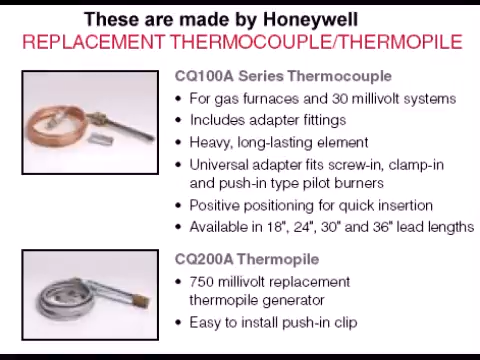 These are made by Honeywell
REPLACEMENT THERMOCOUPLE/THERMOPILE
CQ100A Series Thermocouple
• For gas furnaces and 30 millivolt systems
• Includes adapter fittings
• Heavy, long-lasting element
• Universal adapter fits screw-in, clamp-in
and push-in type pilot burners
• Positive positioning for quick insertion
• Available in 18", 24", 30" and 36" lead lengths
CQ200A Thermopile
• 750 millivolt replacement
thermopile generator
• Easy to install push-in clip